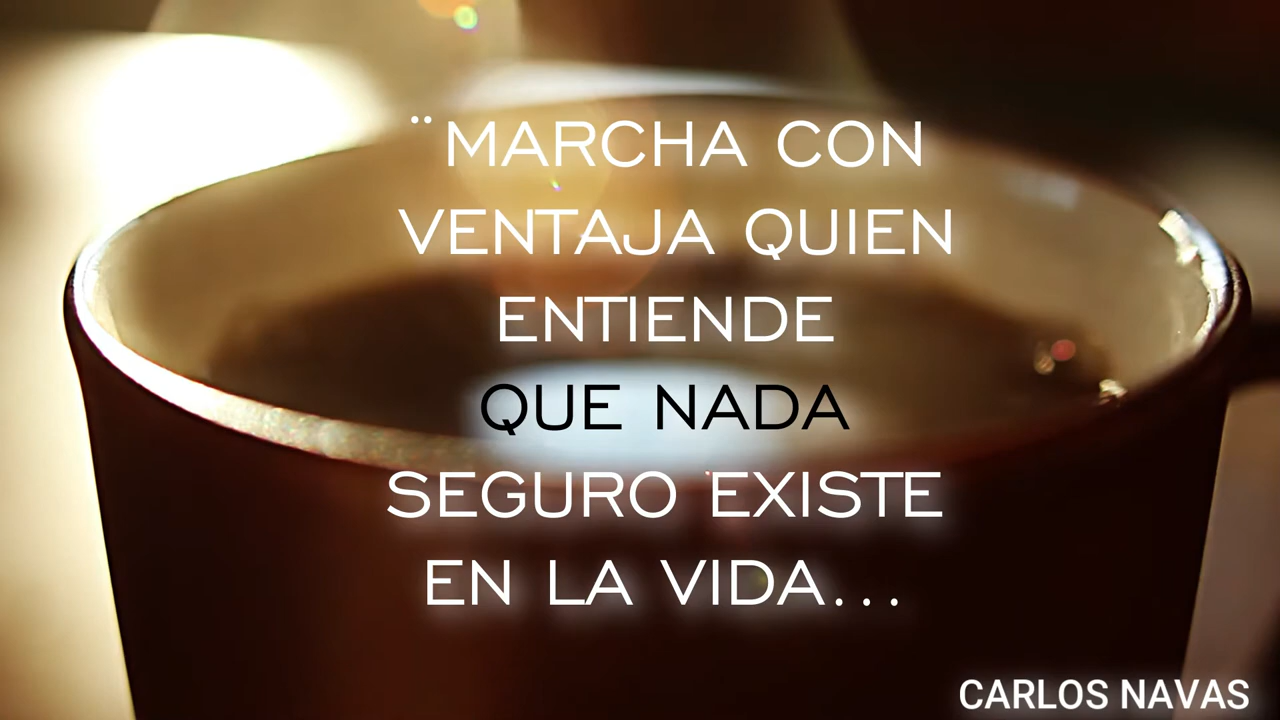 ¨MARCHA CON
VENTAJA QUIEN
ENTIENDE
QUE NADA
SEGURO EXISTE
EN LA VIDA...
CARLOS NAVAS